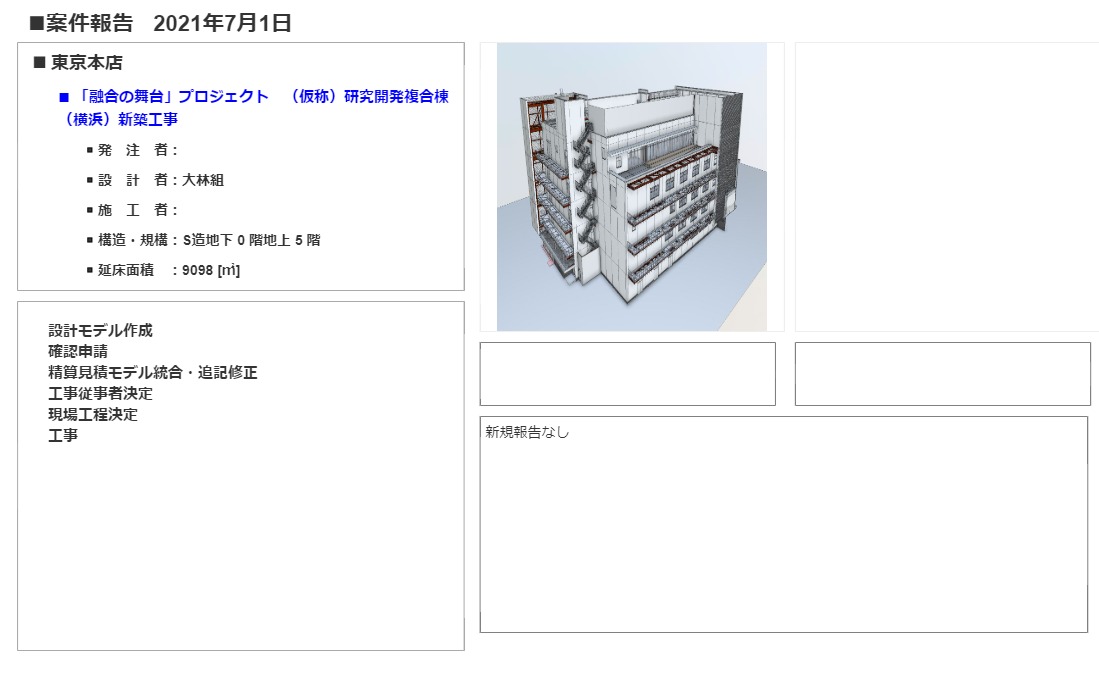 ■案件報告　2021年7月1日
■ 東京本店
■ 「融合の舞台」プロジェクト　（仮称）研究開発複合棟
（横浜）新築工事
▪ 発　注　者：
▪ 設　計　者：大林組
▪ 施　工　者：
▪ 構造・規構：S造地下 0 階地上 5 階
▪ 延床面積　：9098 [㎡]
設計モデル作成
確認申請
精算見積モデル統合・追記修正
工事従事者決定
現場工程決定
工事
新規報告なし